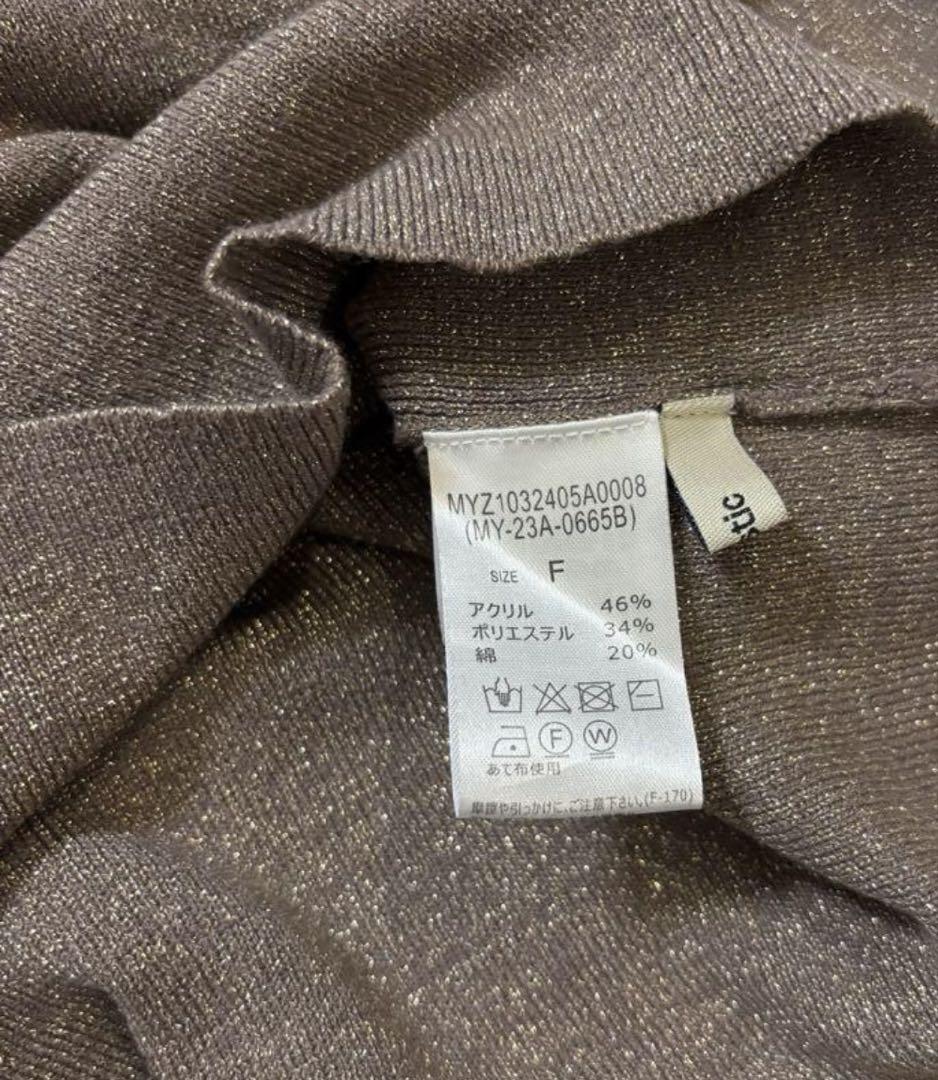 MYZ1032405A0008
(MY-23A-0665B)
SIZE F
アクリル 46%
ポリエステル 34%
綿 20%
F W
あて布使用
摩擦や引っかけに、ご注意下さい。(F-170)
stic